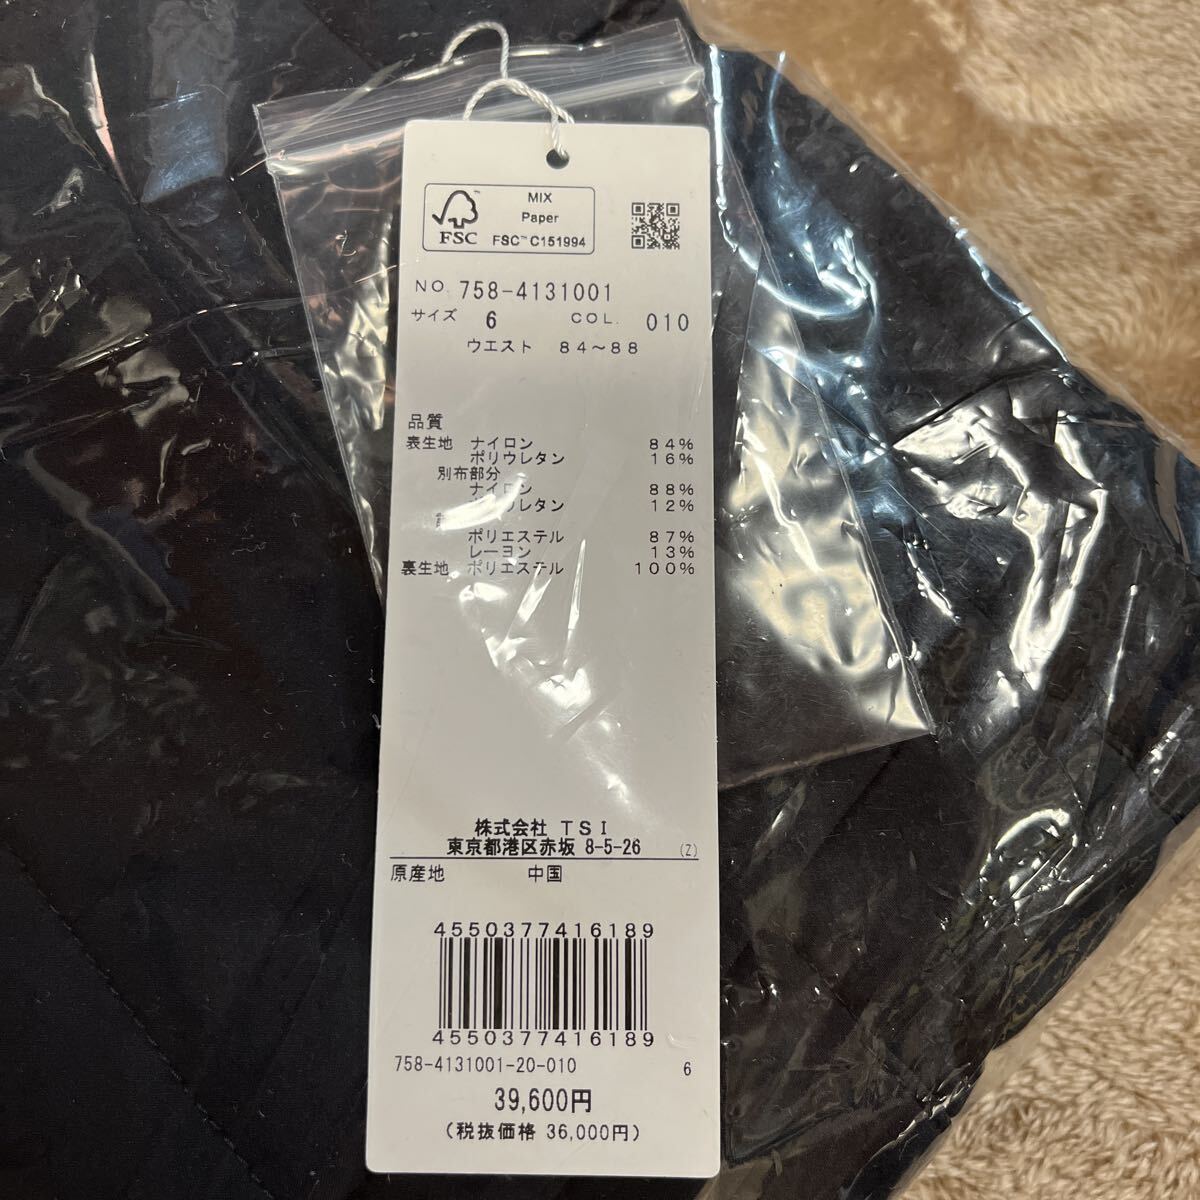 MIX
Paper
FSC™ C151994
FSC
NO. 758-4131001
サイズ 6 COL. 010
ウエスト 84～88
品質
表生地 ナイロン 84%
ポリウレタン 16%
別布部分
ナイロン 88%
ウレタン 12%
ポリエステル 87%
レーヨン 13%
裏生地 ポリエステル 100%
株式会社 TSI
東京都港区赤坂 8-5-26 (Z)
原産地 中国
4550377416189
4550377416189
758-4131001-20-010 6
39,600円
(税抜価格 36,000円)